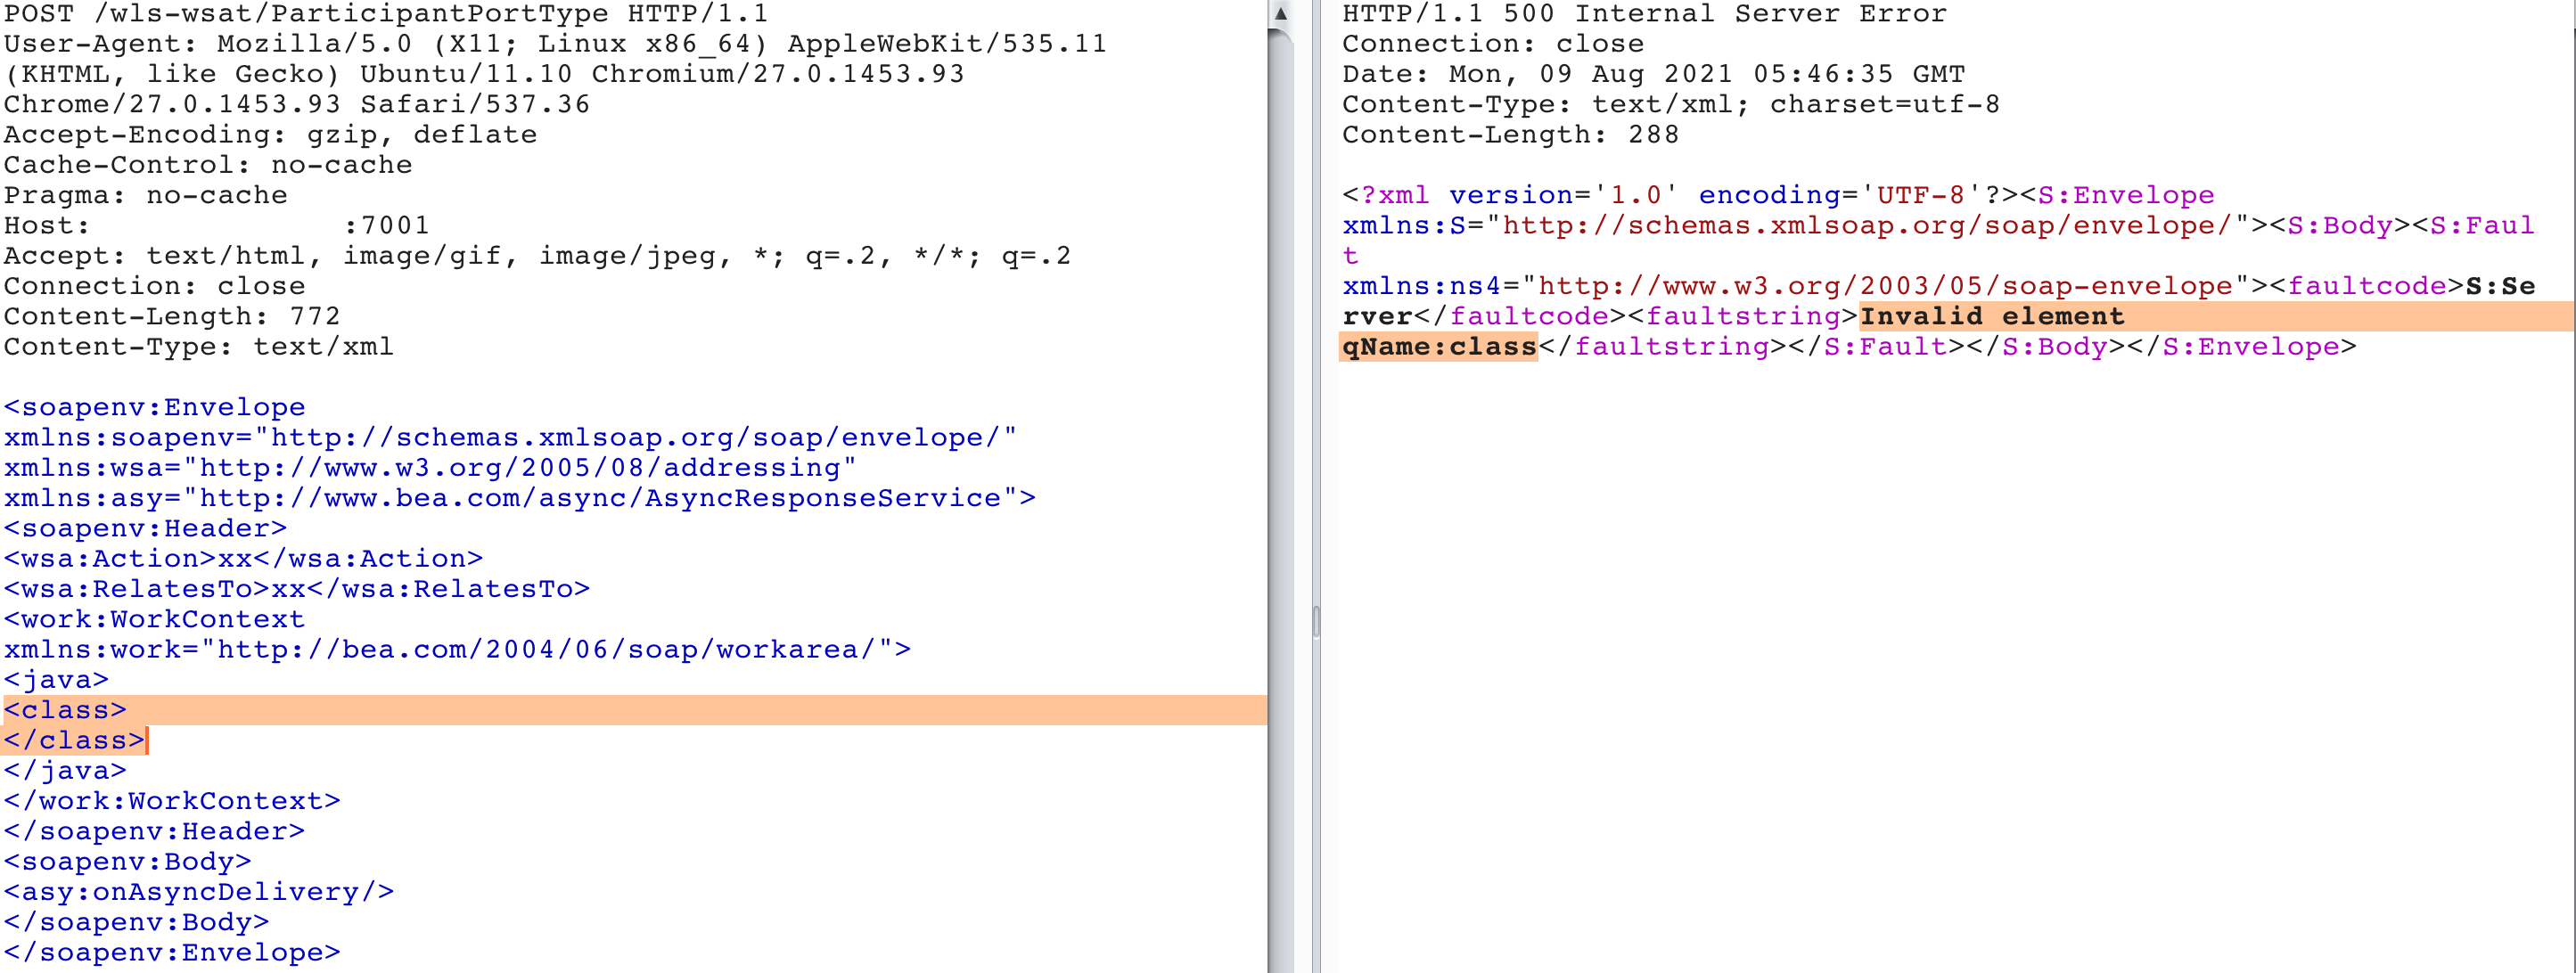 POST /wls-wsat/ParticipantPortType HTTP/1.1
User-Agent: Mozilla/5.0 (X11; Linux x86_64) AppleWebKit/535.11
(KHTML, like Gecko) Ubuntu/11.10 Chromium/27.0.1453.93
Chrome/27.0.1453.93 Safari/537.36
Accept-Encoding: gzip, deflate
Cache-Control: no-cache
Pragma: no-cache
Host: :7001
Accept: text/html, image/gif, image/jpeg, *; q=.2, */*; q=.2
Connection: close
Content-Length: 772
Content-Type: text/xml
<soapenv:Envelope
xmlns:soapenv="http://schemas.xmlsoap.org/soap/envelope/"
xmlns:wsa="http://www.w3.org/2005/08/addressing"
xmlns:asy="http://www.bea.com/async/AsyncResponseService">
<soapenv:Header>
<wsa:Action>xx</wsa:Action>
<wsa:RelatesTo>xx</wsa:RelatesTo>
<work:WorkContext
xmlns:work="http://bea.com/2004/06/soap/workarea/">
<java>
<class>
</class>
</java>
</work:WorkContext>
</soapenv:Header>
<soapenv:Body>
<asy:onAsyncDelivery/>
</soapenv:Body>
</soapenv:Envelope>
HTTP/1.1 500 Internal Server Error
Connection: close
Date: Mon, 09 Aug 2021 05:46:35 GMT
Content-Type: text/xml; charset=utf-8
Content-Length: 288
<?xml version='1.0' encoding='UTF-8'?><S:Envelope
xmlns:S="http://schemas.xmlsoap.org/soap/envelope/"><S:Body><S:Faul
t
xmlns:ns4="http://www.w3.org/2003/05/soap-envelope"><faultcode>S:Se
rver</faultcode><faultstring>Invalid element
qName:class</faultstring></S:Fault></S:Body></S:Envelope>